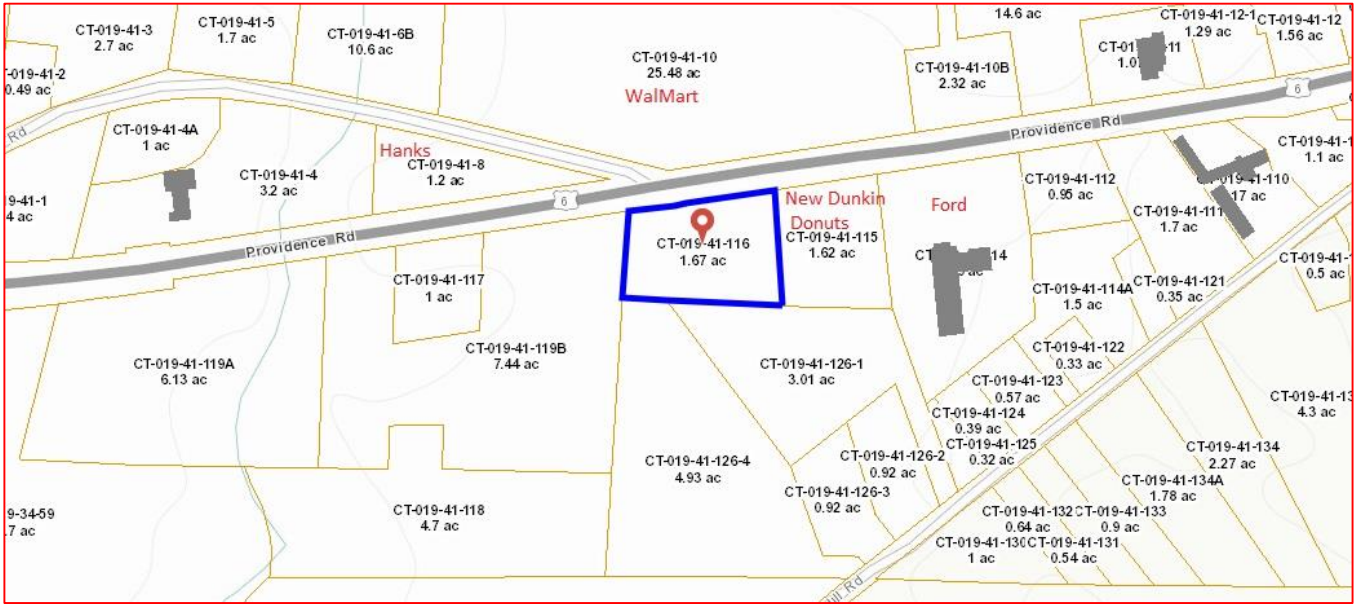 CT-019-41-3
2.7 ac
CT-019-41-5
1.7 ac
CT-019-41-6B
10.6 ac
CT-019-41-10
25.48 ac
WalMart
14.6 ac
CT-019-41-10B
2.32 ac
CT-019-41-12-1
1.29 ac
CT-019-41-12
1.56 ac
-019-41-2
0.49 ac
Rd
CT-019-41-4A
1 ac
CT-019-41-4
3.2 ac
Hanks
CT-019-41-8
1.2 ac
9-41-1
4 ac
Providence Rd
6
Providence Rd
6
CT-019-41-116
1.67 ac
New Dunkin
Donuts
CT-019-41-115
1.62 ac
Ford
CT-019-41-112
0.95 ac
CT-019-41-111
1.7 ac
1.1 ac
CT-019-41-117
1 ac
CT-019-41-114A
1.5 ac
CT-019-41-121
0.35 ac
0.5 ac
CT-019-41-119A
6.13 ac
CT-019-41-119B
7.44 ac
CT-019-41-126-1
3.01 ac
CT-019-41-122
0.33 ac
CT-019-41-123
0.57 ac
CT-019-41-124
0.39 ac
CT-019-41-125
0.32 ac
CT-019-41-13
4.3 ac
CT-019-41-134
2.27 ac
CT-019-41-134A
1.78 ac
CT-019-41-126-4
4.93 ac
CT-019-41-126-2
0.92 ac
CT-019-41-126-3
0.92 ac
CT-019-41-132
0.64 ac
CT-019-41-133
0.9 ac
CT-019-41-130
1 ac
CT-019-41-131
0.54 ac
9-34-59
.7 ac
CT-019-41-118
4.7 ac
Rd